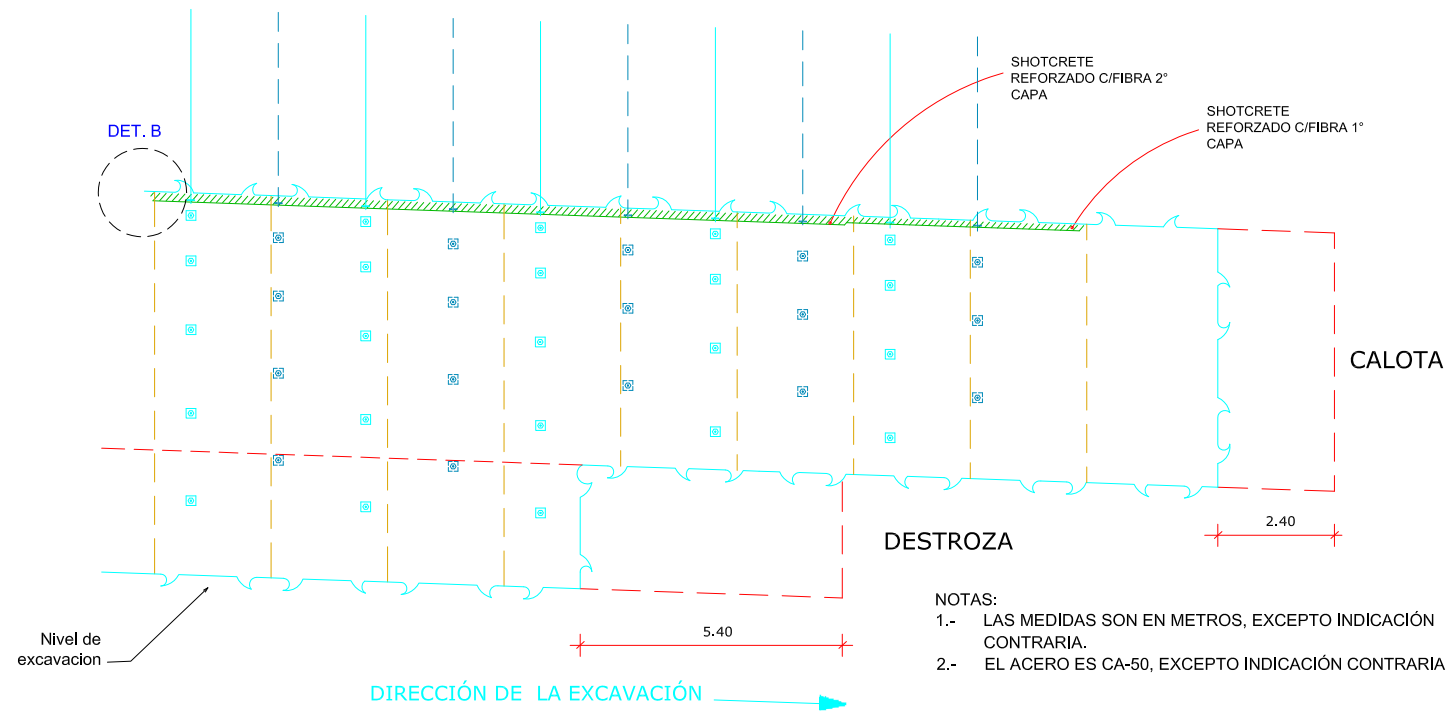 SHOTCRETE
REFORZADO C/FIBRA 2°
CAPA
SHOTCRETE
REFORZADO C/FIBRA 1°
CAPA
DET. B
CALOTA
2.40
DESTROZA
NOTAS:
1.- LAS MEDIDAS SON EN METROS, EXCEPTO INDICACIÓN
CONTRARIA.
2.- EL ACERO ES CA-50, EXCEPTO INDICACIÓN CONTRARIA
Nivel de
excavacion
5.40
DIRECCIÓN DE LA EXCAVACIÓN